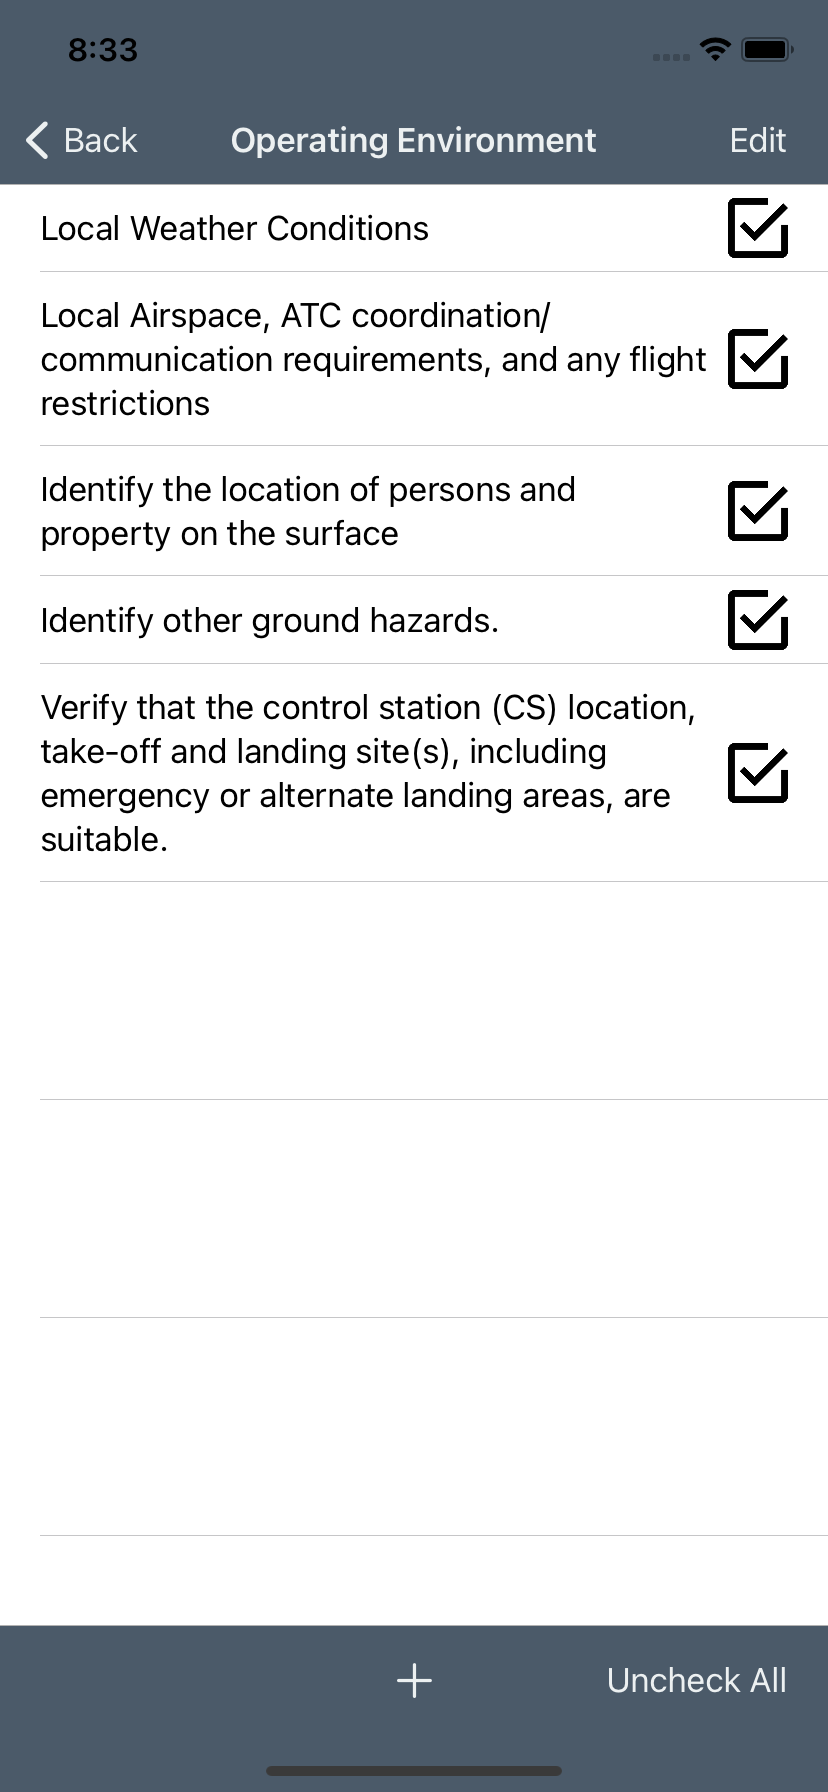 8:33
Back Operating Environment Edit
Local Weather Conditions
Local Airspace, ATC coordination/
communication requirements, and any flight
restrictions
Identify the location of persons and
property on the surface
Identify other ground hazards.
Verify that the control station (CS) location,
take-off and landing site(s), including
emergency or alternate landing areas, are
suitable.
+ Uncheck All